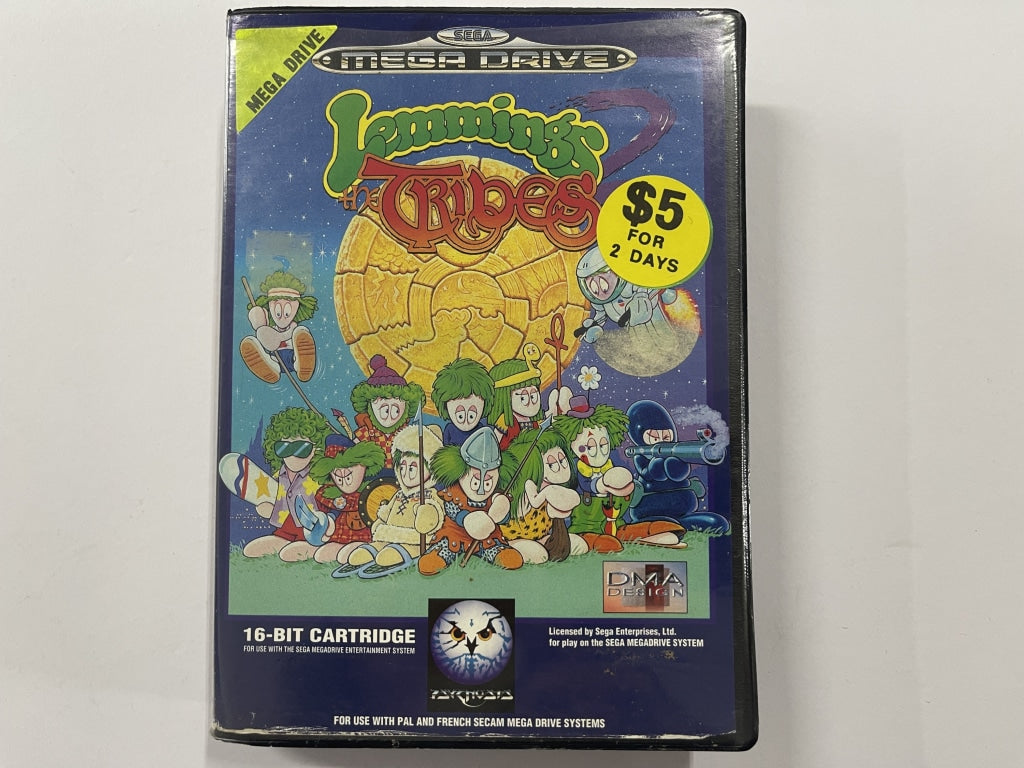 MEGA DRIVE
SEGA
MEGA DRIVE
Lemmings 2
the TRIBES
$5
FOR
2 DAYS
DMA
DESIGN
16-BIT CARTRIDGE
FOR USE WITH THE SEGA MEGADRIVE ENTERTAINMENT SYSTEM
PSYGNOSIS
Licensed by Sega Enterprises, Ltd.
for play on the SEGA MEGADRIVE SYSTEM
FOR USE WITH PAL AND FRENCH SECAM MEGA DRIVE SYSTEMS